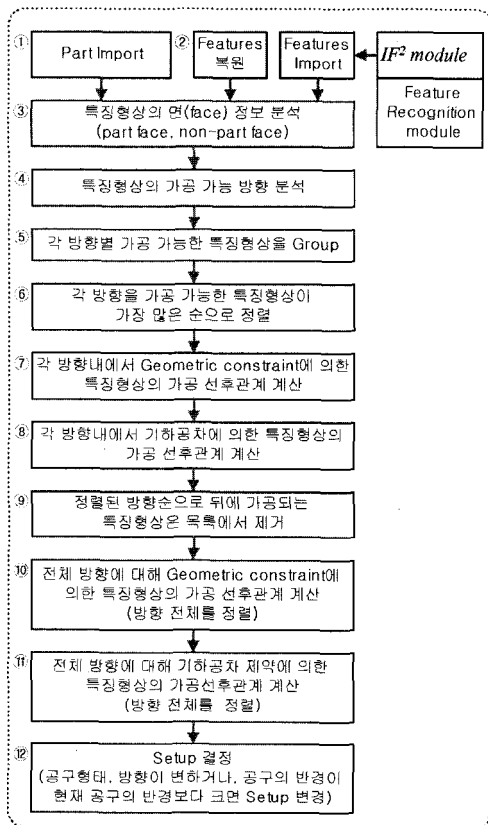 ①
Part Import
②
Features
복원
Features
Import
IF² module
Feature
Recognition
module
③
특징형상의 면(face) 정보 분석
(part face, non-part face)
④
특징형상의 가공 가능 방향 분석
⑤
각 방향별 가공 가능한 특징형상을 Group
⑥
각 방향을 가공 가능한 특징형상이
가장 많은 순으로 정렬
⑦
각 방향내에서 Geometric constraint에 의한
특징형상의 가공 선후관계 계산
⑧
각 방향내에서 기하공차에 의한 특징형상의
가공 선후관계 계산
⑨
정렬된 방향순으로 뒤에 가공되는
특징형상은 목록에서 제거
⑩
전체 방향에 대해 Geometric constraint에
의한 특징형상의 가공 선후관계 계산
(방향 전체를 정렬)
⑪
전체 방향에 대해 기하공차 제약에 의한
특징형상의 가공선후관계 계산
(방향 전체를 정렬)
⑫
Setup 결정
(공구형태, 방향이 변하거나, 공구의 반경이
현재 공구의 반경보다 크면 Setup 변경)